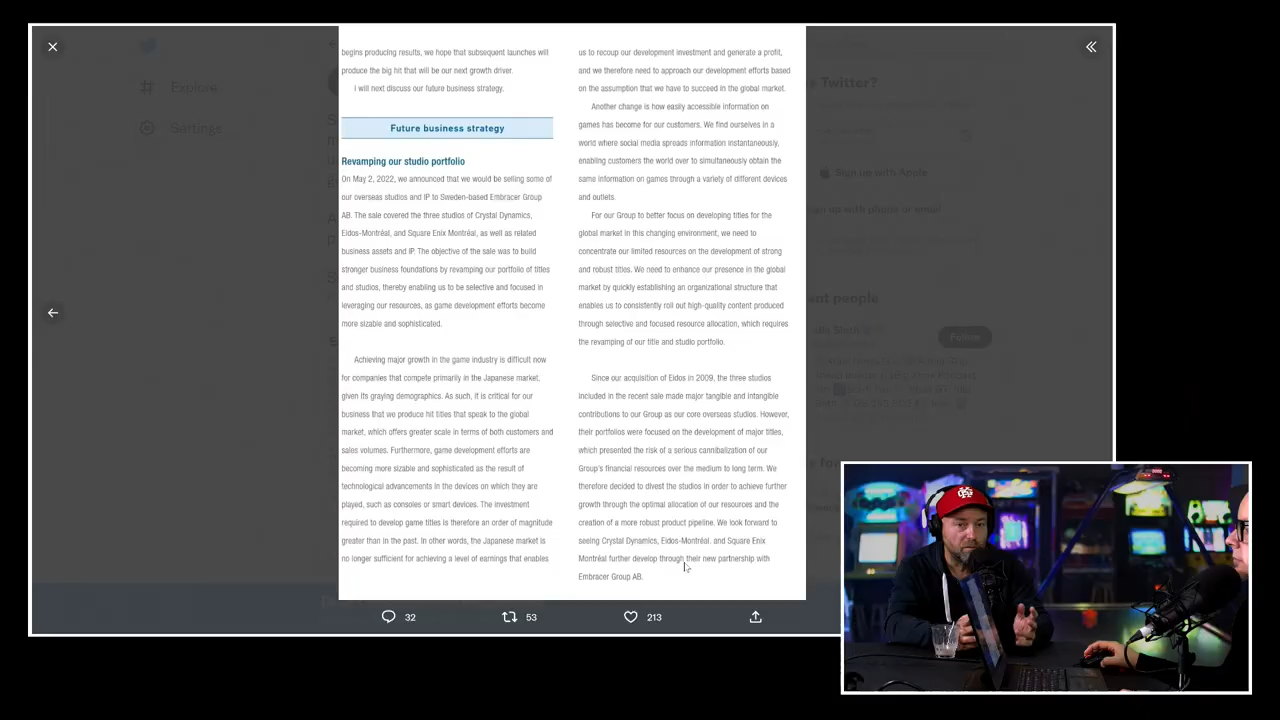 begins producing results, we hope that subsequent launches will
produce the big hit that will be our next growth driver.
I will next discuss our future business strategy.
Future business strategy
Revamping our studio portfolio
On May 2, 2022, we announced that we would be selling some of
our overseas studios and IP to Sweden-based Embracer Group
AB. The sale covered the three studios of Crystal Dynamics,
Eidos-Montréal, and Square Enix Montréal, as well as related
business assets and IP. The objective of the sale was to build
stronger business foundations by revamping our portfolio of titles
and studios, thereby enabling us to be selective and focused in
leveraging our resources, as game development efforts become
more sizable and sophisticated.
Achieving major growth in the game industry is difficult now
for companies that compete primarily in the Japanese market,
given its graying demographics. As such, it is critical for our
business that we produce hit titles that speak to the global
market, which offers greater scale in terms of both customers and
sales volumes. Furthermore, game development efforts are
becoming more sizable and sophisticated as the result of
technological advancements in the devices on which they are
played, such as consoles or smart devices. The investment
required to develop game titles is therefore an order of magnitude
greater than in the past. In other words, the Japanese market is
no longer sufficient for achieving a level of earnings that enables
us to recoup our development investment and generate a profit,
and we therefore need to approach our development efforts based
on the assumption that we have to succeed in the global market.
Another change is how easily accessible information on
games has become for our customers. We find ourselves in a
world where social media spreads information instantaneously,
enabling customers the world over to simultaneously obtain the
same information on games through a variety of different devices
and outlets.
For our Group to better focus on developing titles for the
global market in this changing environment, we need to
concentrate our limited resources on the development of strong
and robust titles. We need to enhance our presence in the global
market by quickly establishing an organizational structure that
enables us to consistently roll out high-quality content produced
through selective and focused resource allocation, which requires
the revamping of our title and studio portfolio.
Since our acquisition of Eidos in 2009, the three studios
included in the recent sale made major tangible and intangible
contributions to our Group as our core overseas studios. However,
their portfolios were focused on the development of major titles,
which presented the risk of a serious cannibalization of our
Group's financial resources over the medium to long term. We
therefore decided to divest the studios in order to achieve further
growth through the optimal allocation of our resources and the
creation of a more robust product pipeline. We look forward to
seeing Crystal Dynamics, Eidos-Montréal, and Square Enix
Montréal further develop through their new partnership with
Embracer Group AB.
32
53
213
Explore
Settings
Twitter?
Sign up with Apple
gn up with phone or email
Follow